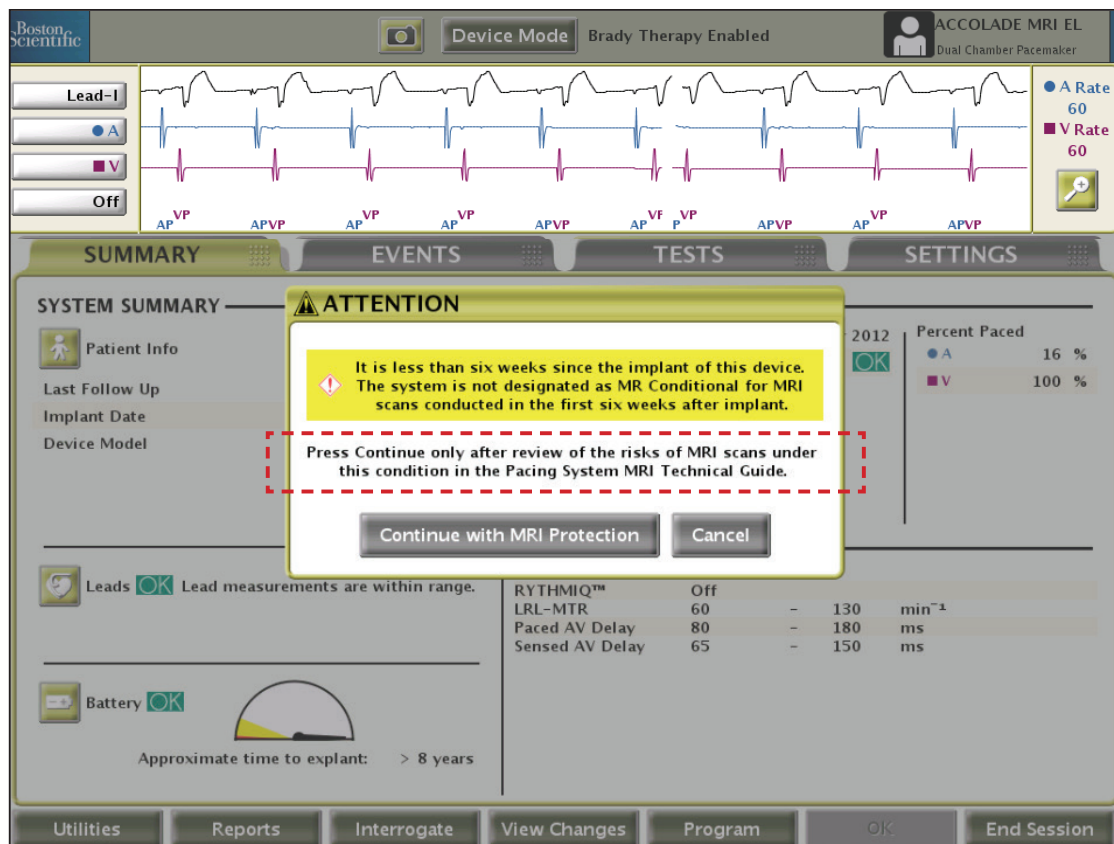 Boston
Scientific
Device Mode
Brady Therapy Enabled
ACCOLADE MRI EL
Dual Chamber Pacemaker
Lead-I
A
V
Off
A Rate
60
V Rate
60
AP VP AP VP AP VP AP VP AP VP AP VF P VP AP VP AP VP AP VP
SUMMARY
EVENTS
TESTS
SETTINGS
SYSTEM SUMMARY
Patient Info
Last Follow Up
Implant Date
Device Model
2012
OK
Percent Paced
A 16 %
V 100 %
ATTENTION
It is less than six weeks since the implant of this device.
The system is not designated as MR Conditional for MRI
scans conducted in the first six weeks after implant.
Press Continue only after review of the risks of MRI scans under
this condition in the Pacing System MRI Technical Guide.
Continue with MRI Protection
Cancel
Leads OK Lead measurements are within range.
RYTHMIQ™ Off
LRL-MTR 60 - 130 min⁻¹
Paced AV Delay 80 - 180 ms
Sensed AV Delay 65 - 150 ms
Battery OK
Approximate time to explant: > 8 years
Utilities
Reports
Interrogate
View Changes
Program
OK
End Session